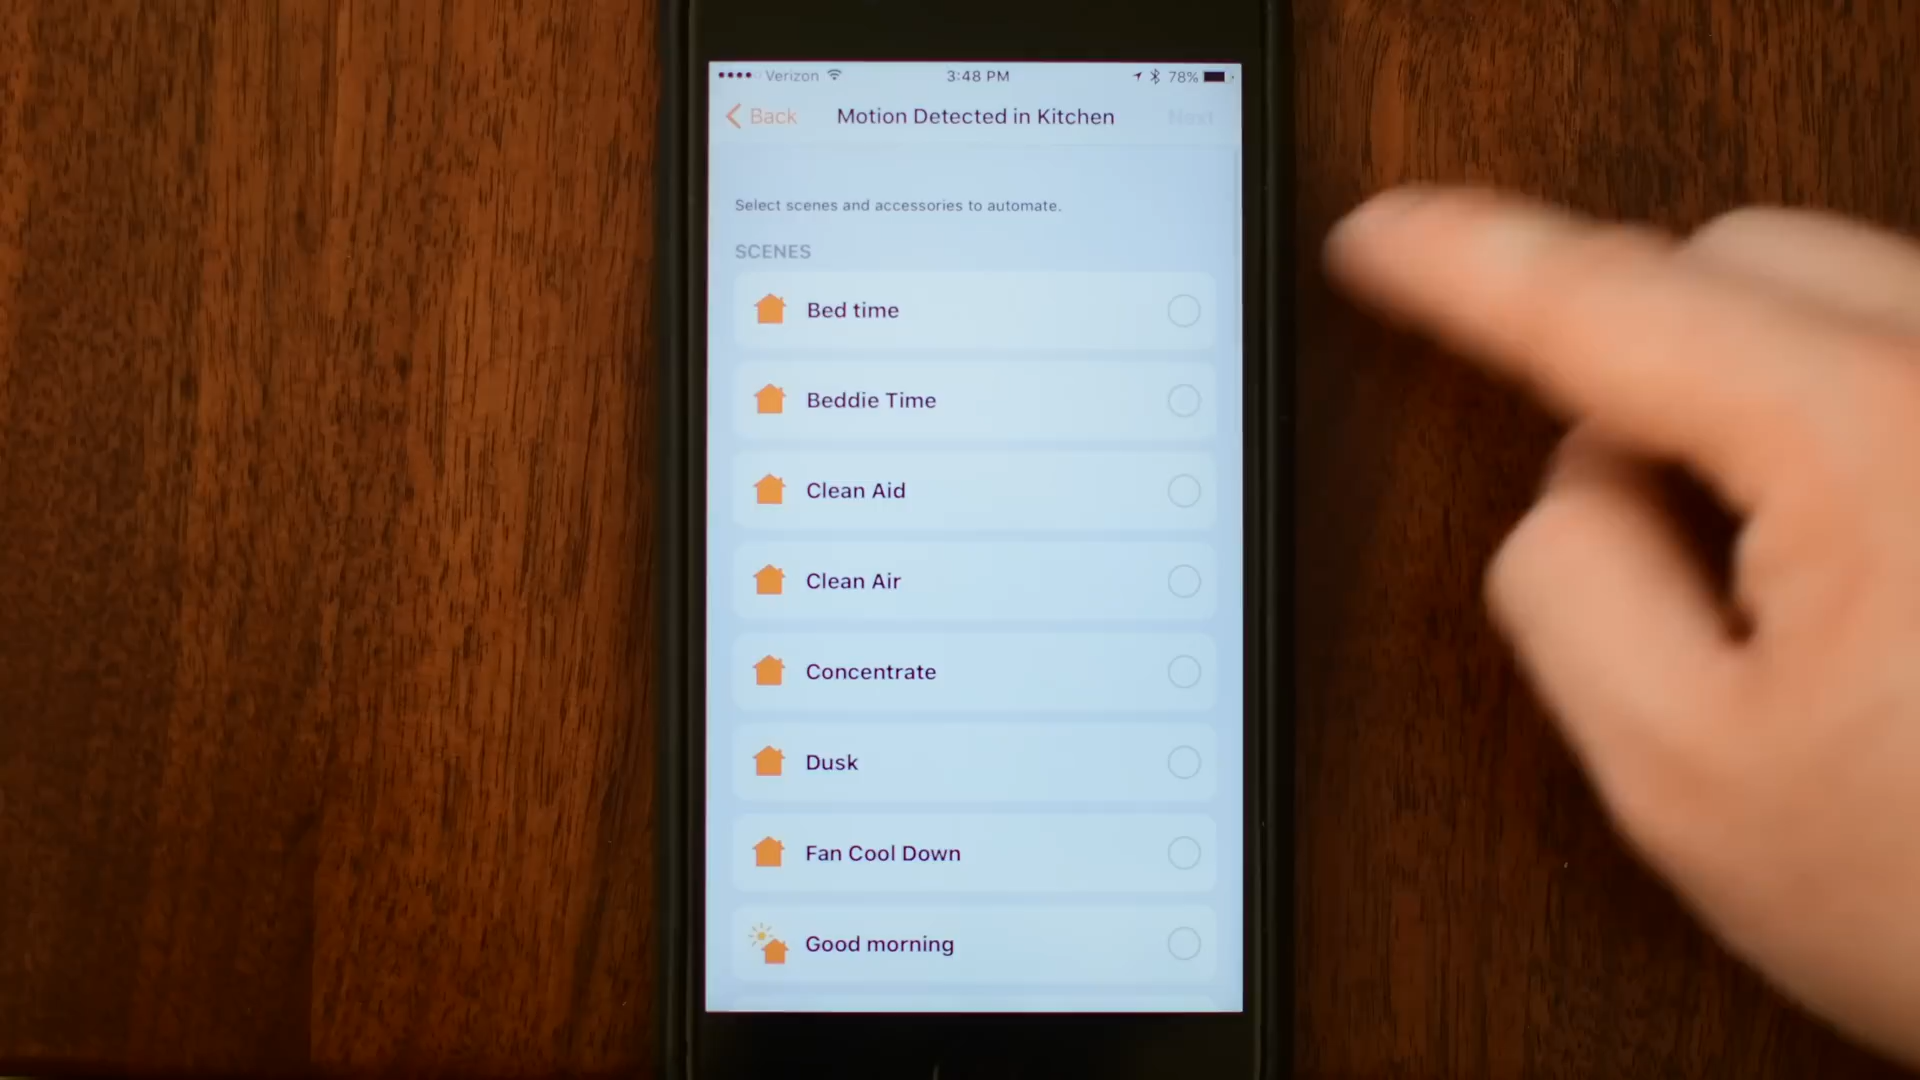 Verizon 3:48 PM 78%
Back Motion Detected in Kitchen Next
Select scenes and accessories to automate.
SCENES
Bed time
Beddie Time
Clean Aid
Clean Air
Concentrate
Dusk
Fan Cool Down
Good morning